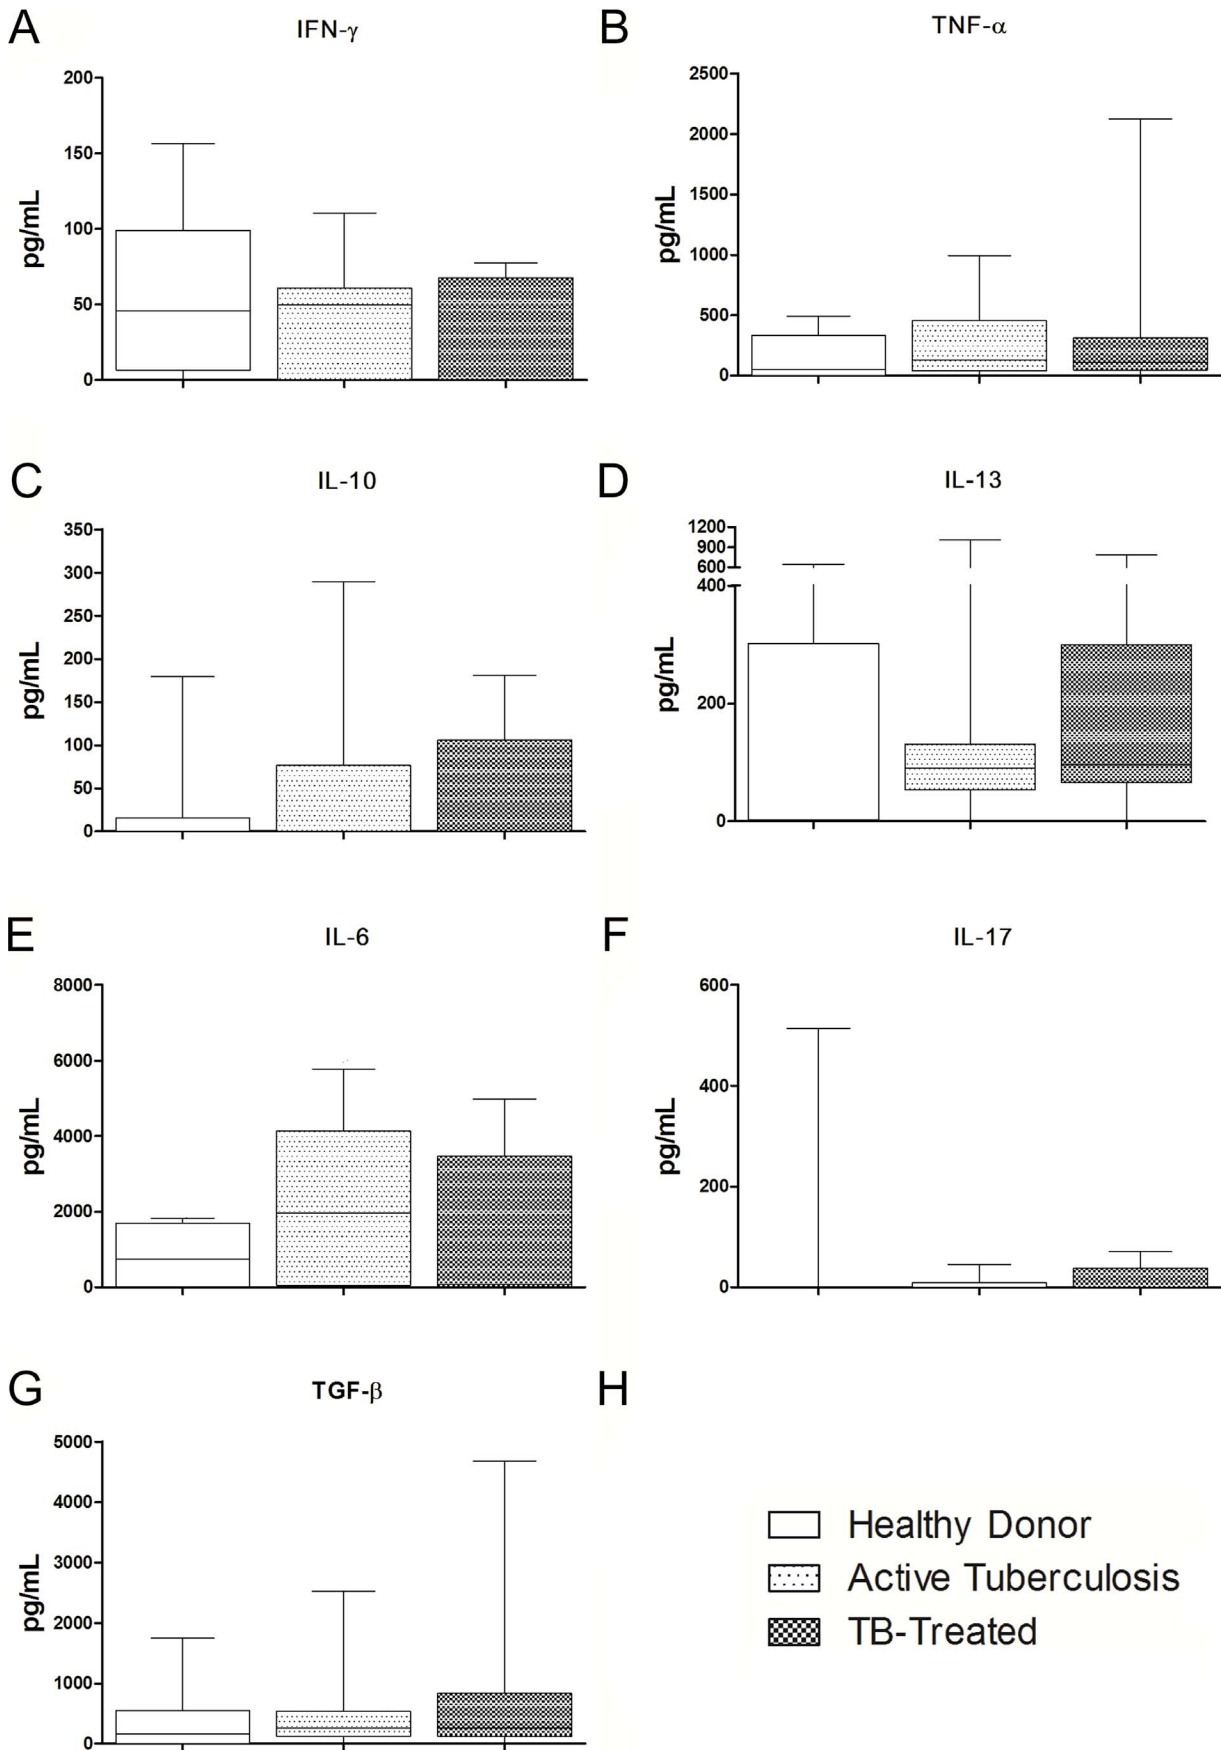 A
IFN-γ
200
150
100
50
0
pg/mL
B
TNF-α
2500
2000
1500
1000
500
0
pg/mL
C
IL-10
350
300
250
200
150
100
50
0
pg/mL
D
IL-13
1200
900
600
400
200
0
pg/mL
E
IL-6
8000
6000
4000
2000
0
pg/mL
F
IL-17
600
400
200
0
pg/mL
G
TGF-β
5000
4000
3000
2000
1000
0
pg/mL
H
Healthy Donor
Active Tuberculosis
TB-Treated